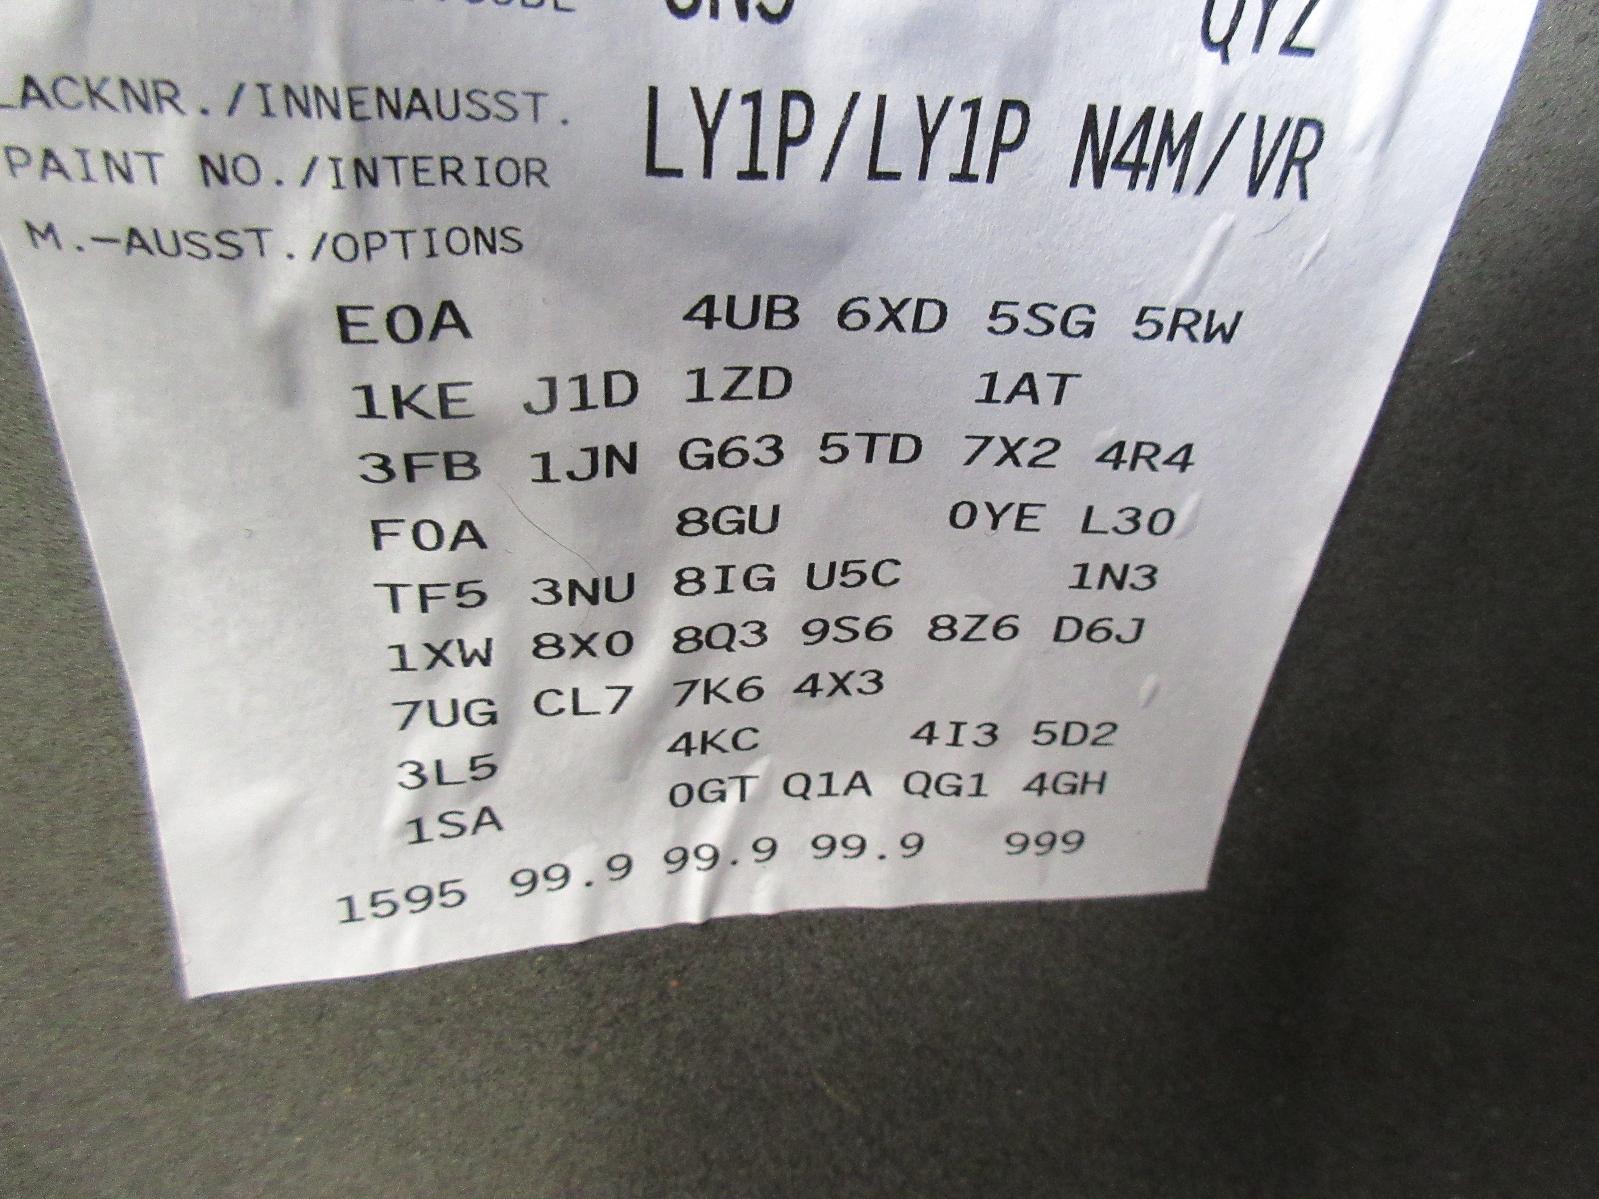 QYZ
LACKNR./INNENAUSST.
PAINT NO./INTERIOR LY1P/LY1P N4M/VR
M.-AUSST./OPTIONS
E0A 4UB 6XD 5SG 5RW
1KE J1D 1ZD 1AT
3FB 1JN G63 5TD 7X2 4R4
F0A 8GU 0YE L30
TF5 3NU 8IG U5C 1N3
1XW 8X0 8Q3 9S6 8Z6 D6J
7UG CL7 7K6 4X3
3L5 4KC 4I3 5D2
1SA 0GT Q1A QG1 4GH
1595 99.9 99.9 99.9 999